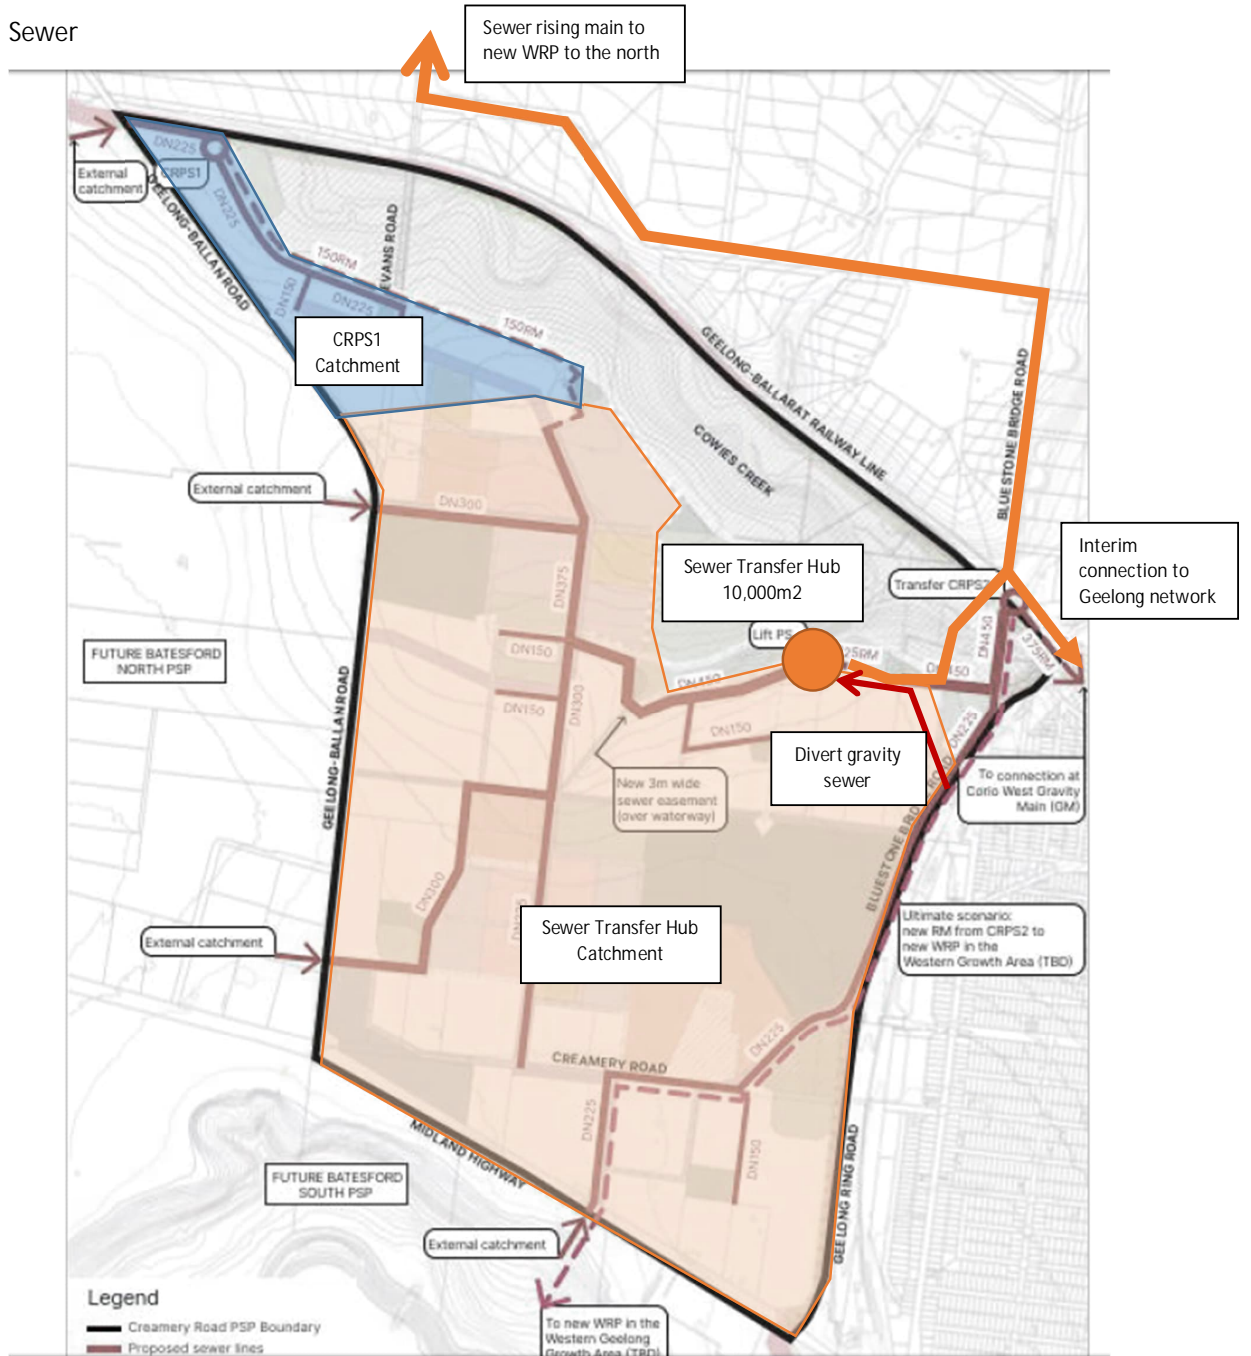 Sewer
Sewer rising main to
new WRP to the north
DN225
CRPS1
External
catchment
DN225
GEELONG-BALLAN ROAD
EVANS ROAD
150RM
DN150
DN225
150RM
CRPS1
Catchment
GEELONG-BALLARAT RAILWAY LINE
BLUESTONE BRIDGE ROAD
COWIES CREEK
External catchment
DN300
Interim
connection to
Geelong network
Sewer Transfer Hub
10,000m2
Transfer CRPS2
DN375
Lift PS
25RM
DN450
375RM
FUTURE BATESFORD
NORTH PSP
DN150
DN450
DN450
DN150
DN300
DN150
DN225
Divert gravity
sewer
GEELONG-BALLAN ROAD
New 3m wide
sewer easement
(over waterway)
To connection at
Corio West Gravity
Main (GM)
BLUESTONE BRIDGE ROAD
DN300
Sewer Transfer Hub
Catchment
External catchment
Ultimate scenario:
new RM from CRPS2 to
new WRP in the
Western Growth Area (TBD)
DN225
CREAMERY ROAD
DN225
DN150
MIDLAND HIGHWAY
GEELONG RING ROAD
FUTURE BATESFORD
SOUTH PSP
External catchment
Legend
Creamery Road PSP Boundary
Proposed sewer lines
To new WRP in the
Western Geelong
Growth Area (TBD)